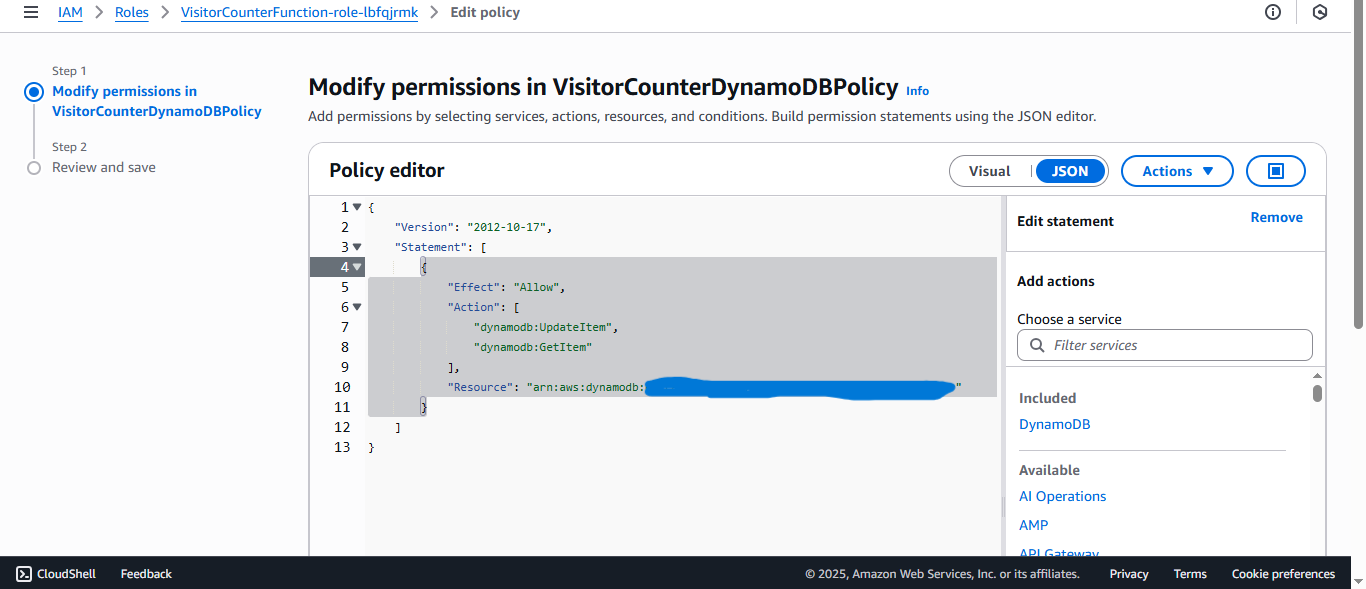 IAM > Roles > VisitorCounterFunction-role-lbfqjrmk > Edit policy
Step 1
Modify permissions in
VisitorCounterDynamoDBPolicy
Step 2
Review and save
Modify permissions in VisitorCounterDynamoDBPolicy Info
Add permissions by selecting services, actions, resources, and conditions. Build permission statements using the JSON editor.
Policy editor
Visual | JSON
Actions
1 {
2 "Version": "2012-10-17",
3 "Statement": [
4 {
5 "Effect": "Allow",
6 "Action": [
7 "dynamodb:UpdateItem",
8 "dynamodb:GetItem"
9 ],
10 "Resource": "arn:aws:dynamodb: "
11 }
12 ]
13 }
Edit statement
Remove
Add actions
Choose a service
Filter services
Included
DynamoDB
Available
AI Operations
AMP
API Gateway
CloudShell Feedback © 2025, Amazon Web Services, Inc. or its affiliates. Privacy Terms Cookie preferences